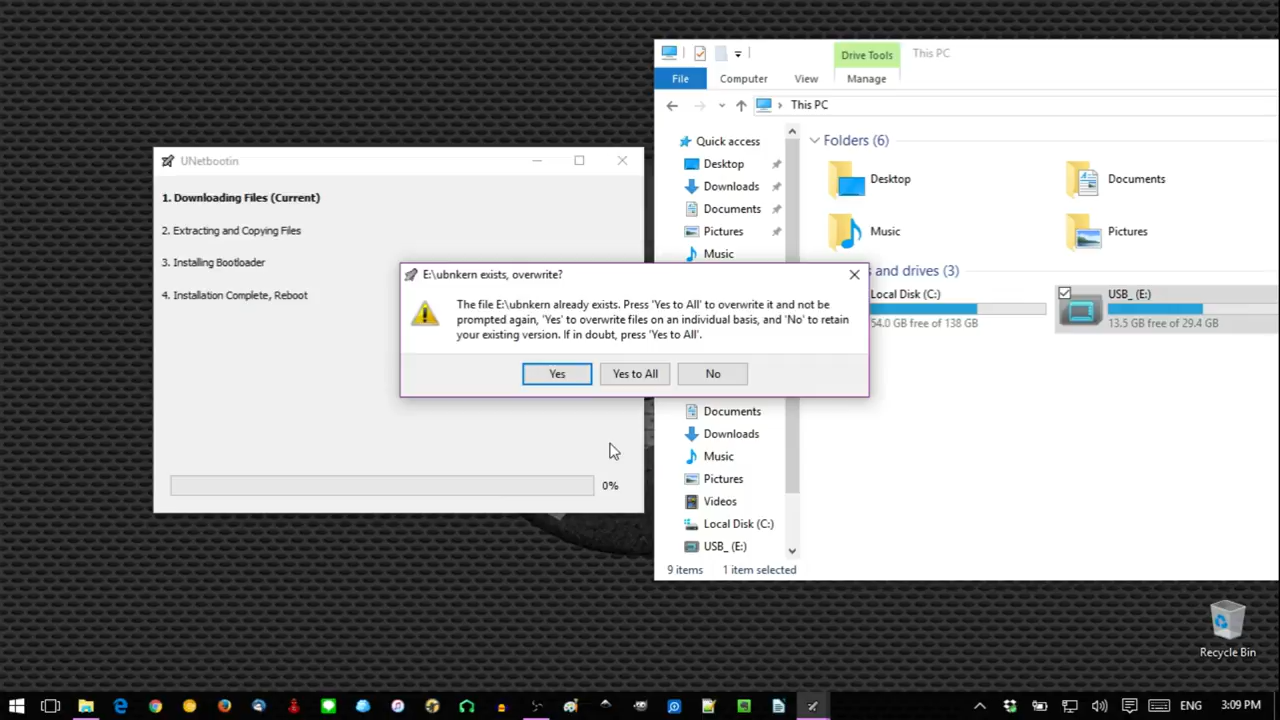 Drive Tools
This PC
File
Computer
View
Manage
This PC
Quick access
Desktop
Downloads
Documents
Pictures
Music
Folders (6)
Desktop
Documents
Music
Pictures
s and drives (3)
Local Disk (C:)
54.0 GB free of 138 GB
USB_ (E:)
13.5 GB free of 29.4 GB
UNetbootin
1. Downloading Files (Current)
2. Extracting and Copying Files
3. Installing Bootloader
4. Installation Complete, Reboot
0%
E:\ubnkern exists, overwrite?
The file E:\ubnkern already exists. Press 'Yes to All' to overwrite it and not be
prompted again, 'Yes' to overwrite files on an individual basis, and 'No' to retain
your existing version. If in doubt, press 'Yes to All'.
Yes
Yes to All
No
Documents
Downloads
Music
Pictures
Videos
Local Disk (C:)
USB_ (E:)
9 items
1 item selected
Recycle Bin
ENG
3:09 PM